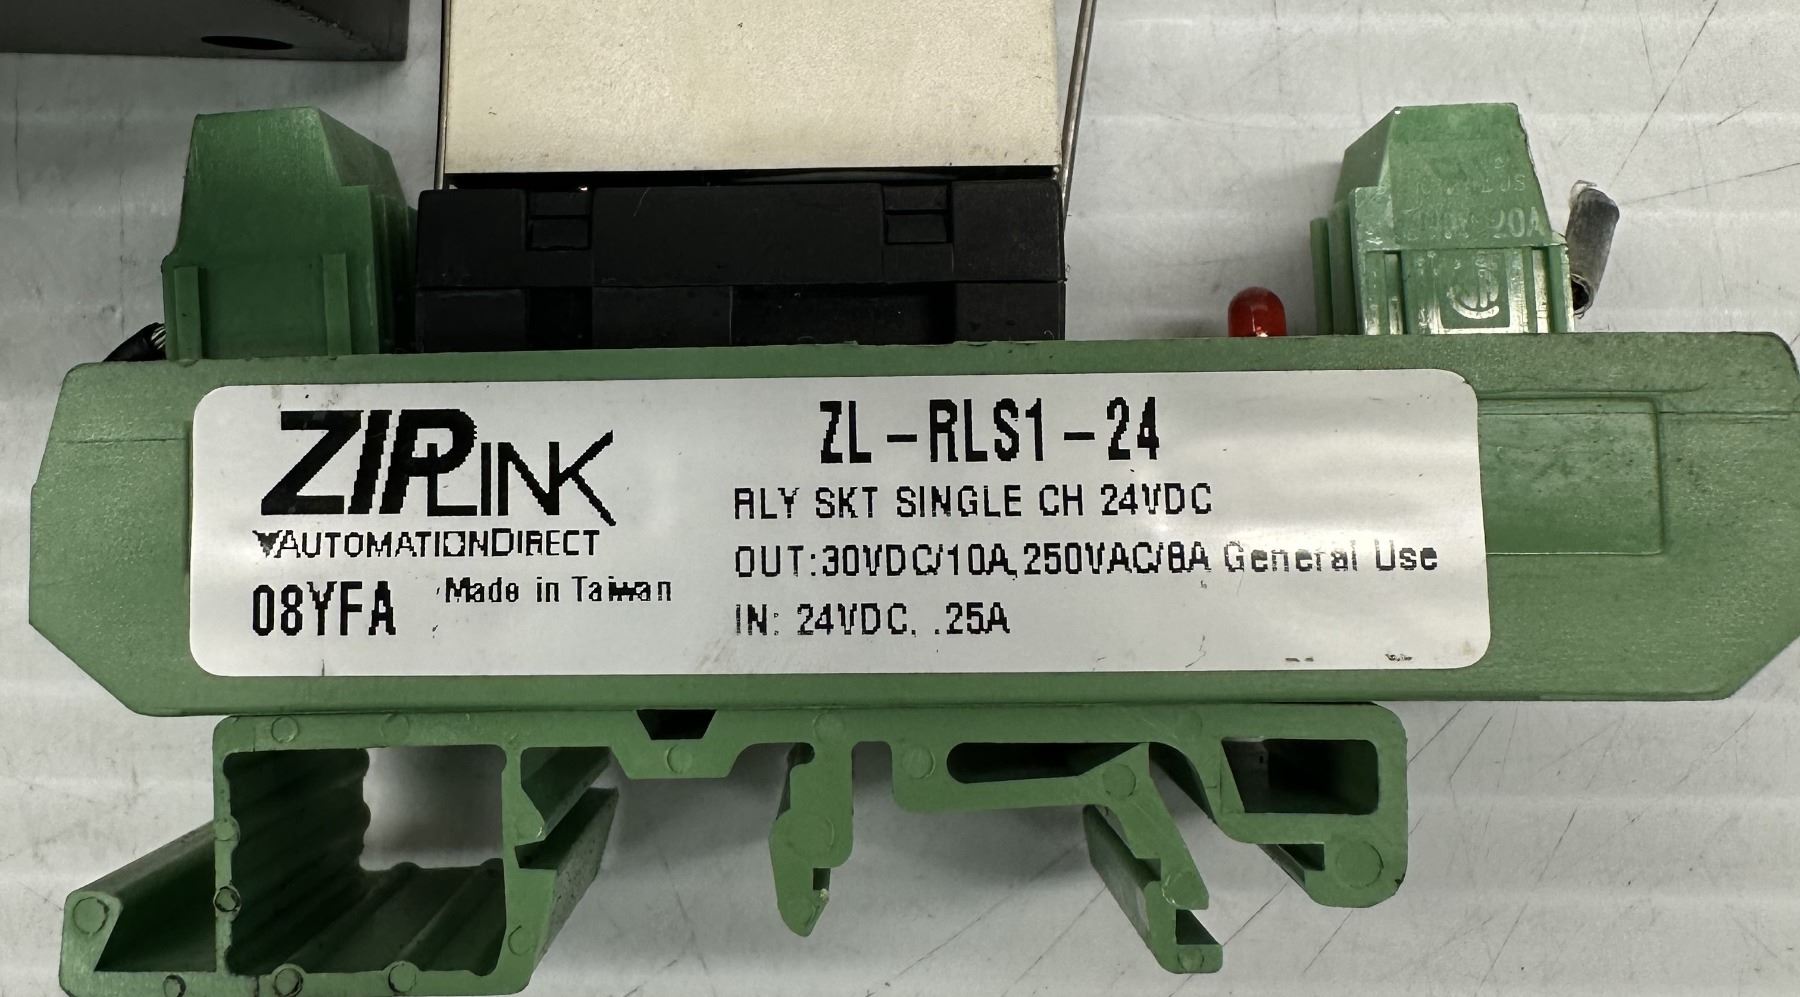 20A
ZIPLINK
AUTOMATIONDIRECT
08YFA Made in Taiwan
ZL-RLS1-24
RLY SKT SINGLE CH 24VDC
OUT:30VDC/10A,250VAC/8A General Use
IN: 24VDC, .25A